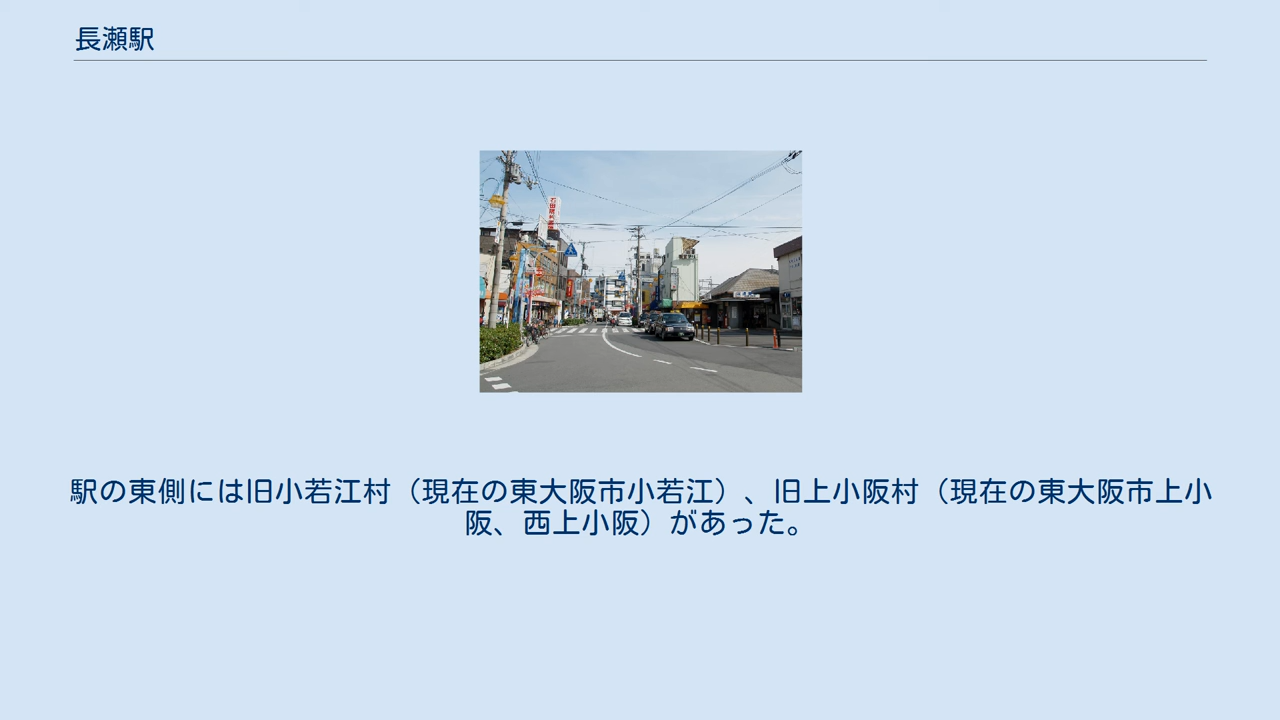 長瀬駅
駅の東側には旧小若江村（現在の東大阪市小若江）、旧上小阪村（現在の東大阪市上小
阪、西上小阪）があった。